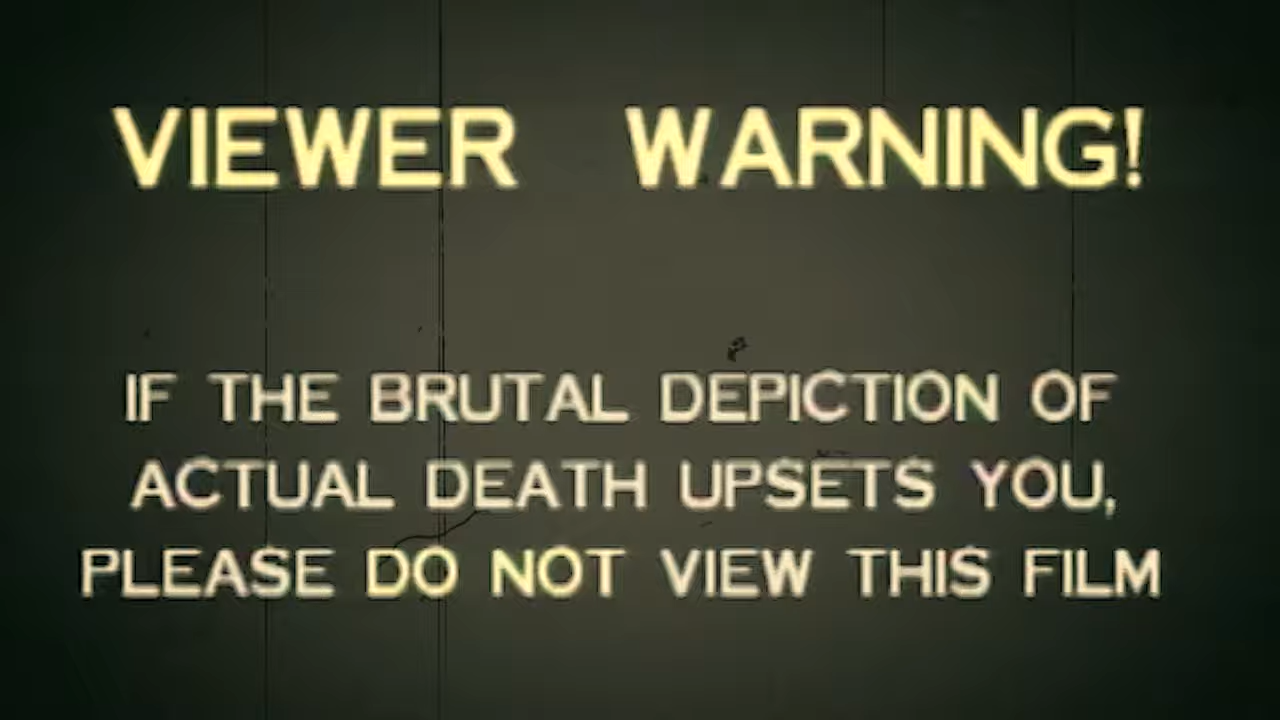 VIEWER WARNING!
IF THE BRUTAL DEPICTION OF
ACTUAL DEATH UPSETS YOU,
PLEASE DO NOT VIEW THIS FILM